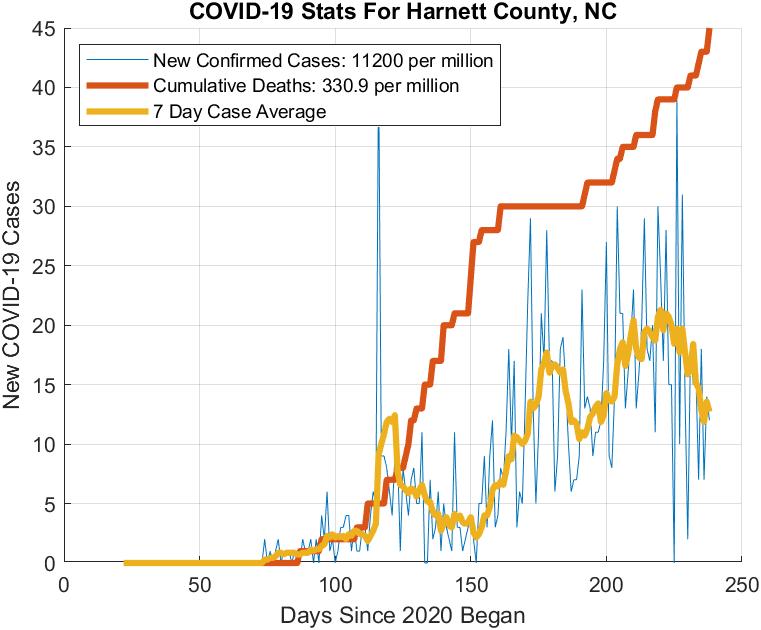 COVID-19 Stats For Harnett County, NC
New Confirmed Cases: 11200 per million
Cumulative Deaths: 330.9 per million
7 Day Case Average
New COVID-19 Cases
45
40
35
30
25
20
15
10
5
0
0 50 100 150 200 250
Days Since 2020 Began